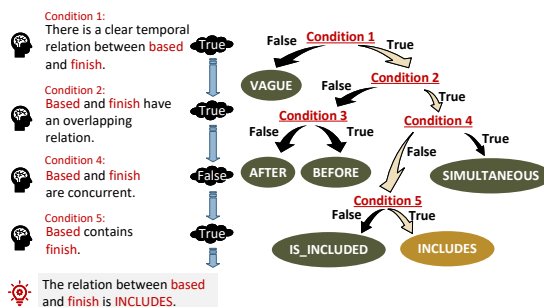 Condition 1:
There is a clear temporal
relation between based
and finish.
True
Condition 2:
Based and finish have
an overlapping
relation.
True
Condition 4:
Based and finish
are concurrent.
False
Condition 5:
Based contains
finish.
True
The relation between based
and finish is INCLUDES.
False
Condition 1
True
VAGUE
False
Condition 2
True
False
Condition 3
True
False
Condition 4
True
AFTER
BEFORE
SIMULTANEOUS
False
Condition 5
True
IS_INCLUDED
INCLUDES